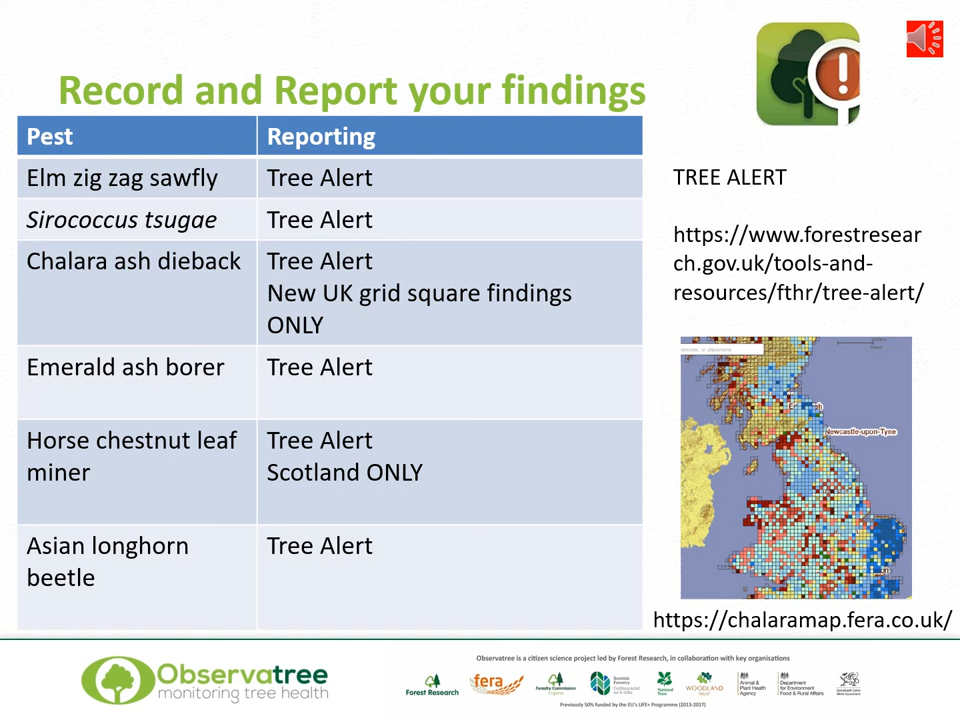 Record and Report your findings
Pest Reporting
Elm zig zag sawfly Tree Alert
Sirococcus tsugae Tree Alert
Chalara ash dieback Tree Alert
New UK grid square findings
ONLY
Emerald ash borer Tree Alert
Horse chestnut leaf
miner
Tree Alert
Scotland ONLY
Asian longhorn
beetle
Tree Alert
TREE ALERT
https://www.forestresear
ch.gov.uk/tools-and-
resources/fthr/tree-alert/
Newcastle-upon-Tyne
https://chalaramap.fera.co.uk/
Observatree
monitoring tree health
Observatree is a citizen science project led by Forest Research, in collaboration with key organisations
Forest Research
fera
Forestry Commission
England
Scottish
Forestry
National
Trust
WOODLAND
TRUST
Animal &
Plant Health
Agency
Department
for Environment
Food & Rural Affairs
Previously 50% funded by the EU's LIFE+ Programme (2013-2017)